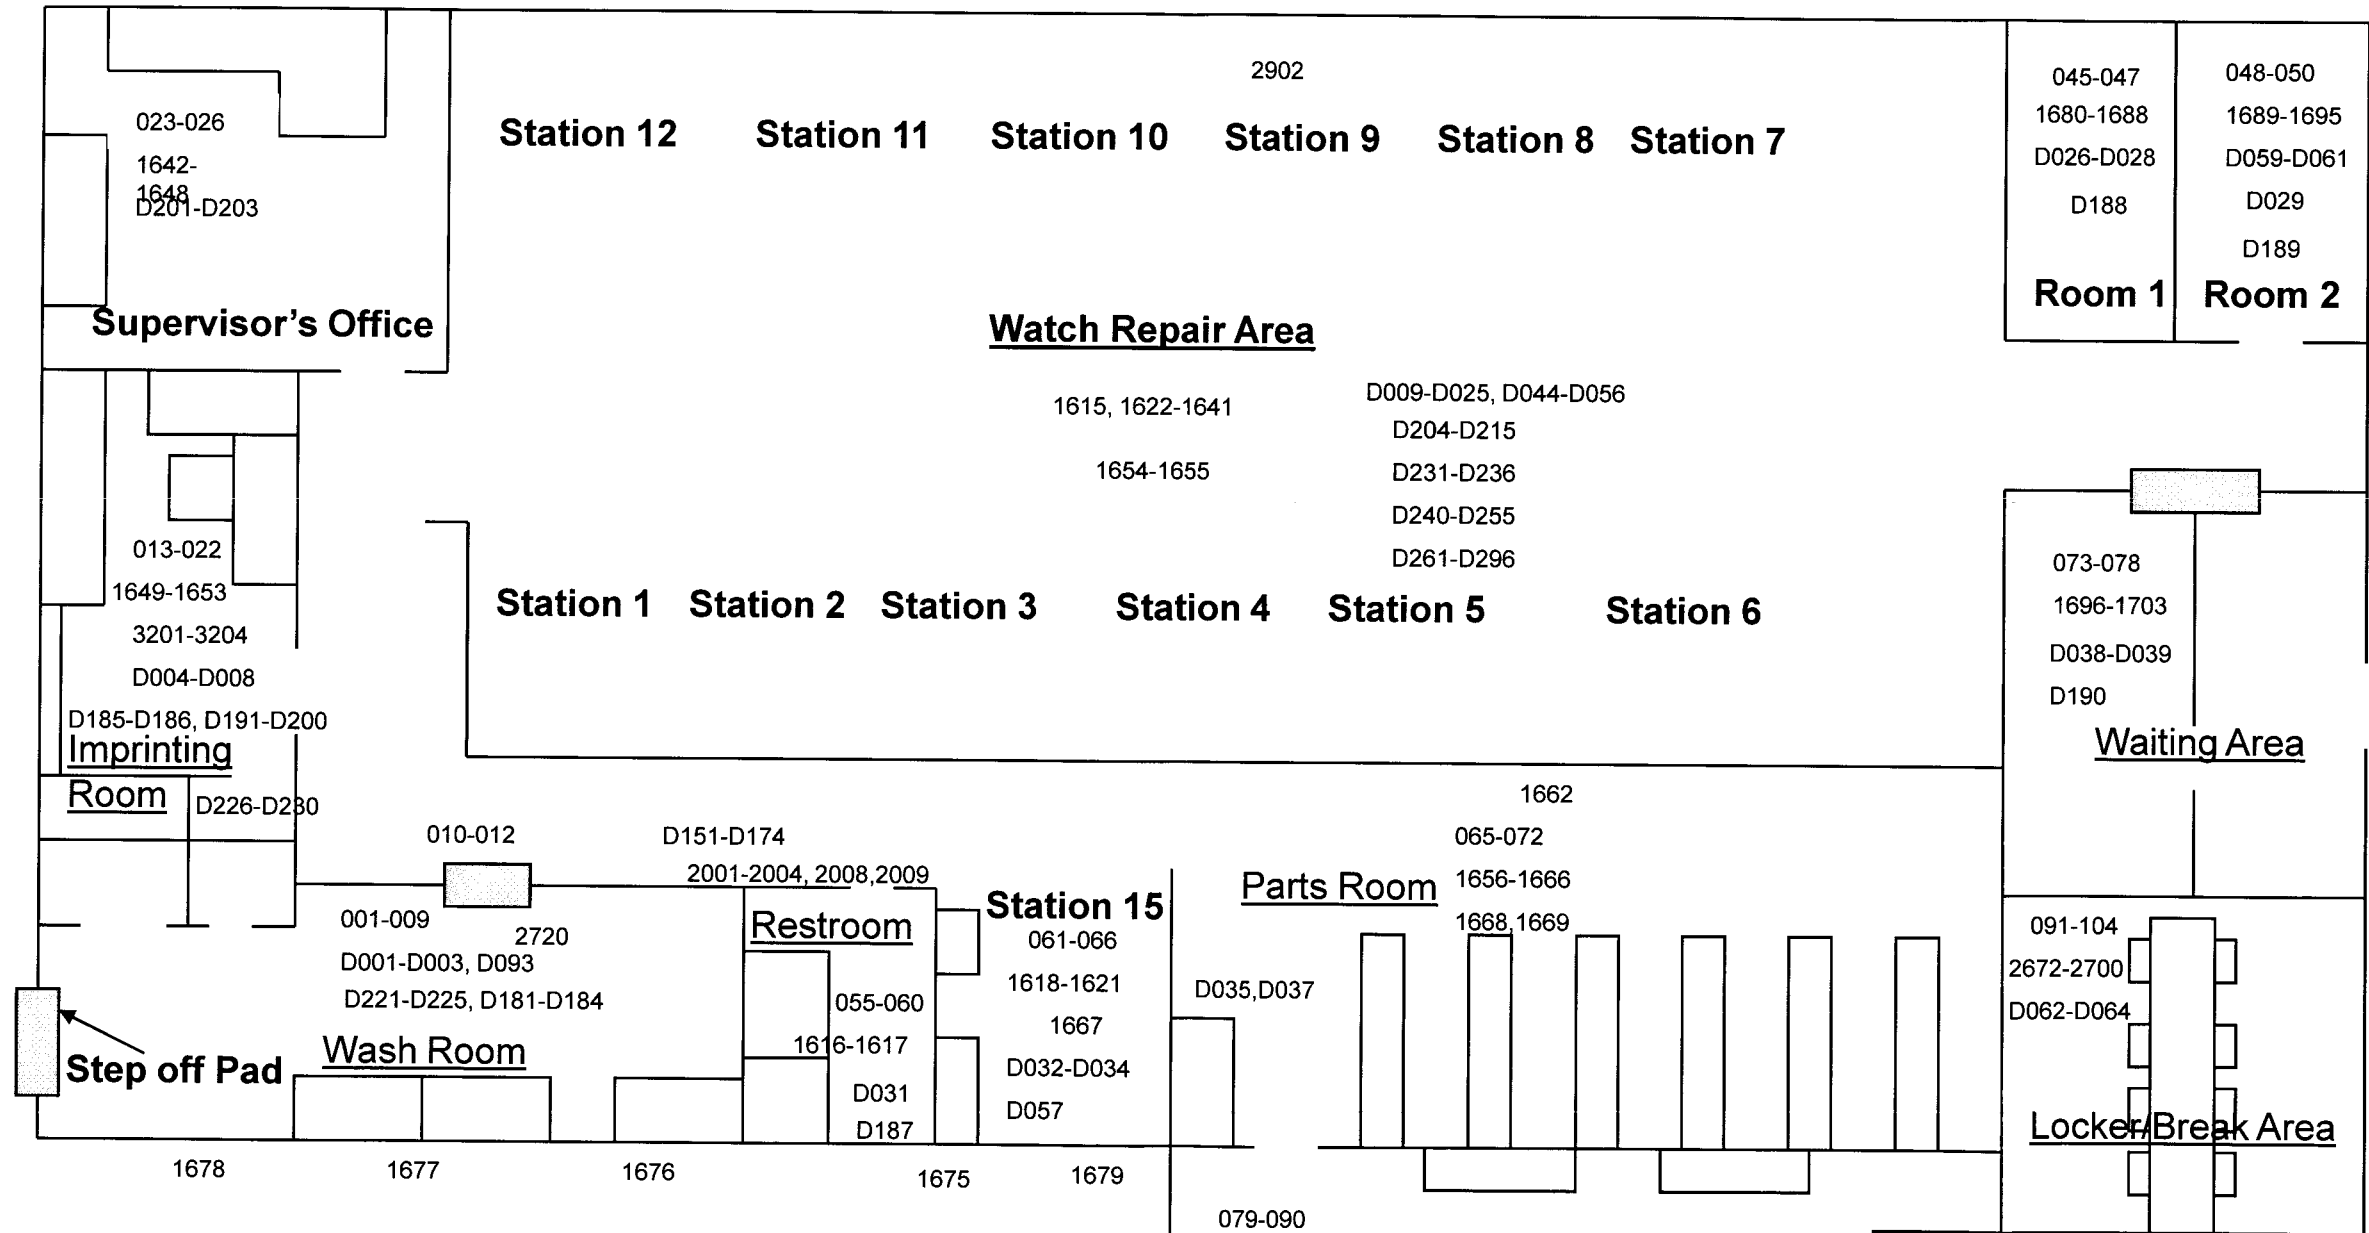 2902
045-047
048-050
023-026
Station 12
Station 11
Station 10
Station 9
Station 8
Station 7
1680-1688
1689-1695
1642-
1648
D201-D203
D026-D028
D059-D061
D188
D029
D189
Supervisor's Office
Watch Repair Area
Room 1
Room 2
1615, 1622-1641
D009-D025, D044-D056
D204-D215
1654-1655
D231-D236
D240-D255
D261-D296
013-022
1649-1653
3201-3204
D004-D008
D185-D186, D191-D200
Imprinting
Room
D226-D230
Station 1
Station 2
Station 3
Station 4
Station 5
Station 6
073-078
1696-1703
D038-D039
D190
Waiting Area
010-012
D151-D174
2001-2004, 2008,2009
1662
065-072
1656-1666
1668,1669
Parts Room
001-009
2720
D001-D003, D093
D221-D225, D181-D184
Wash Room
Step off Pad
Restroom
055-060
1616-1617
D031
D187
Station 15
061-066
1618-1621
1667
D032-D034
D057
D035,D037
091-104
2672-2700
D062-D064
Locker/Break Area
1678
1677
1676
1675
1679
079-090